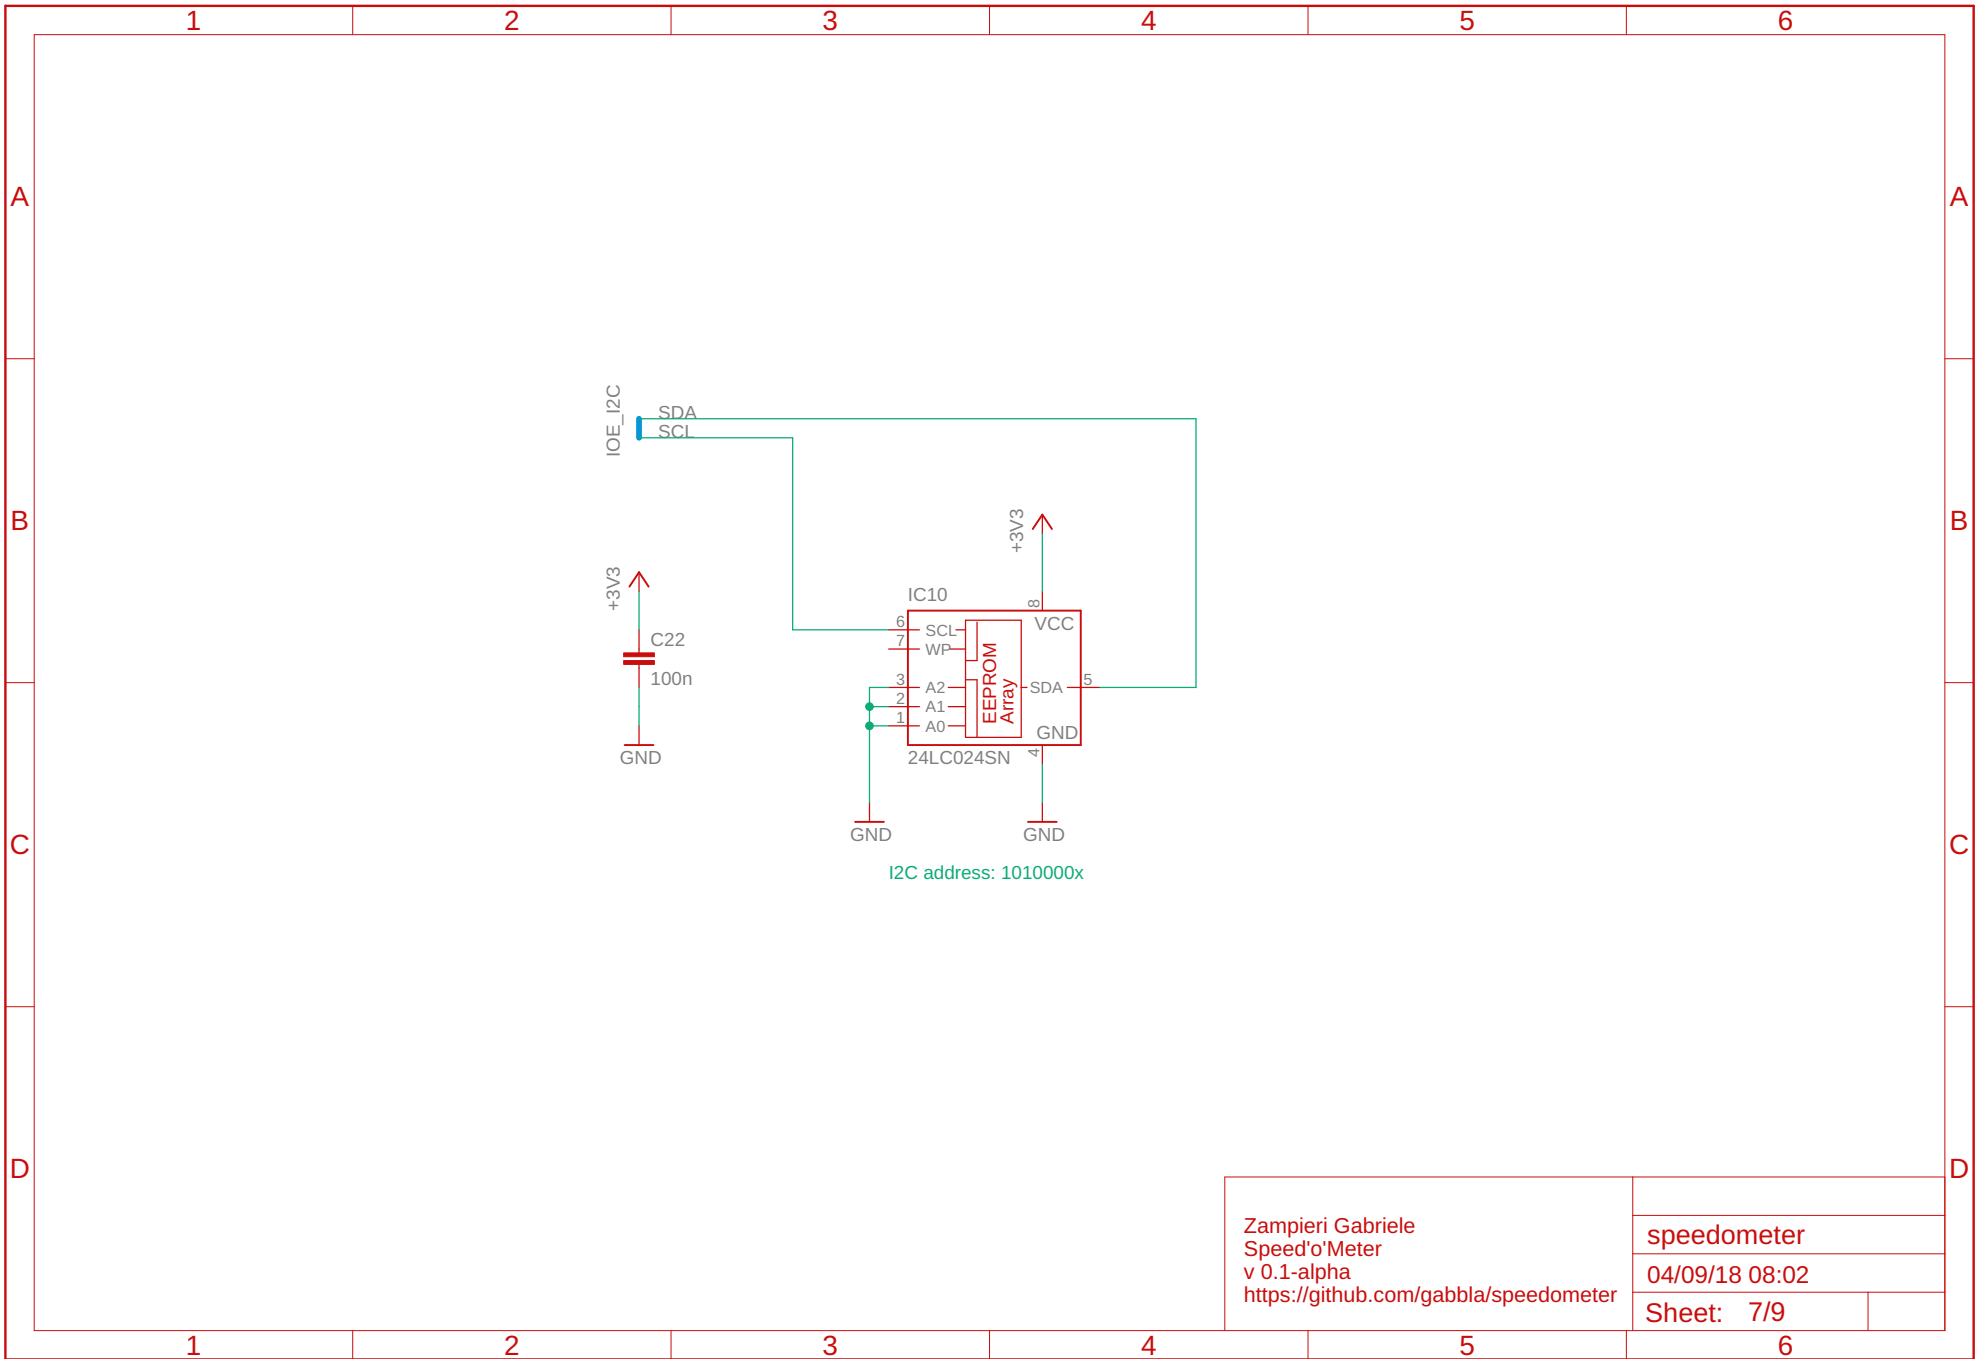 1 2 3 4 5 6
A A
IOE_I2C
SDA
SCL
B B
+3V3
+3V3
IC10
8
VCC
6 SCL
7 WP
C22
100n
3 A2
2 A1
1 A0
EEPROM
Array
SDA 5
GND
4
24LC024SN
GND
GND
GND
C C
I2C address: 1010000x
D D
Zampieri Gabriele
Speed'o'Meter
v 0.1-alpha
https://github.com/gabbla/speedometer
speedometer
04/09/18 08:02
Sheet: 7/9
1 2 3 4 5 6